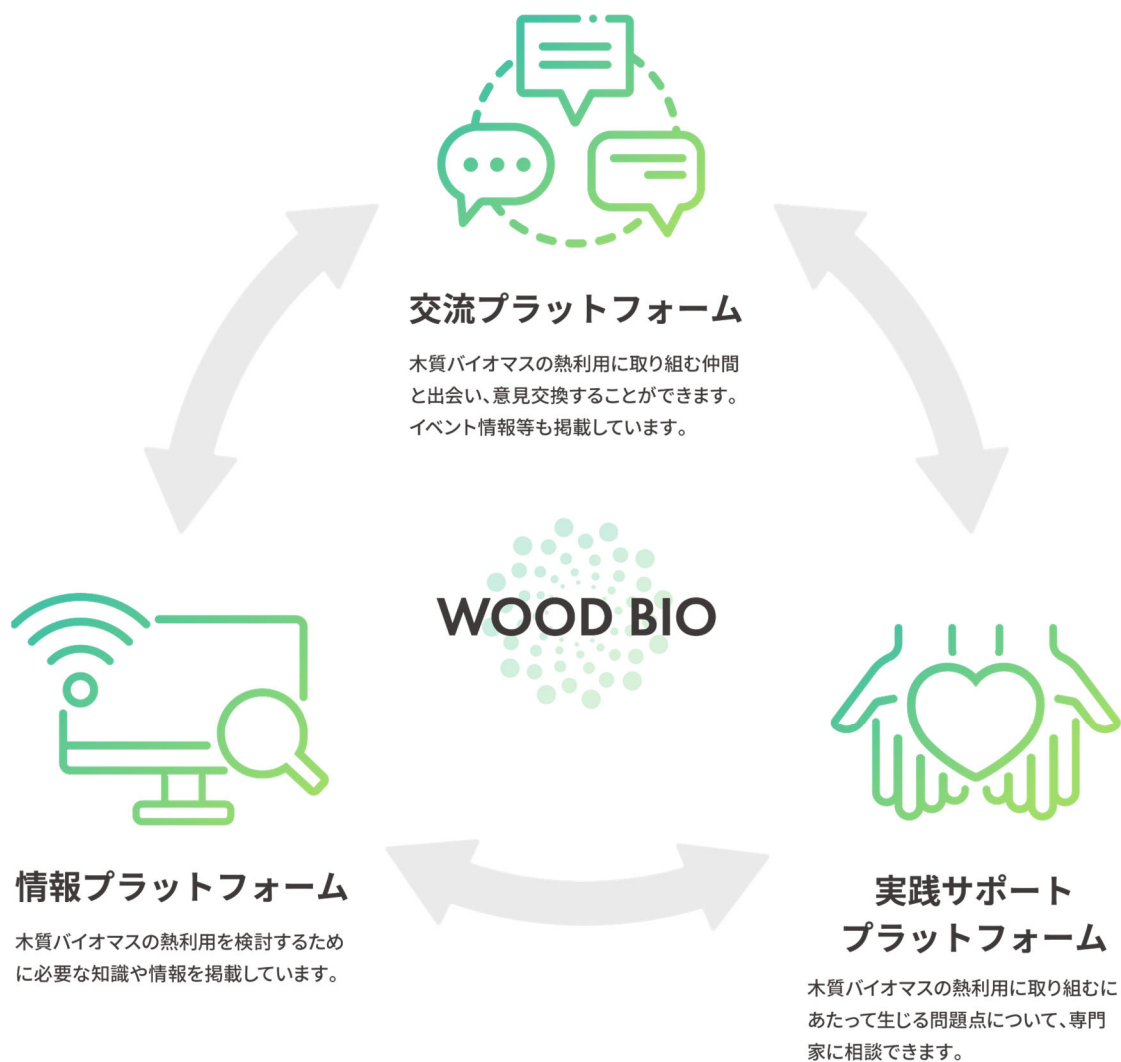 交流プラットフォーム
木質バイオマスの熱利用に取り組む仲間
と出会い、意見交換することができます。
イベント情報等も掲載しています。
WOOD BIO
情報プラットフォーム
木質バイオマスの熱利用を検討するため
に必要な知識や情報を掲載しています。
実践サポート
プラットフォーム
木質バイオマスの熱利用に取り組むに
あたって生じる問題点について、専門
家に相談できます。